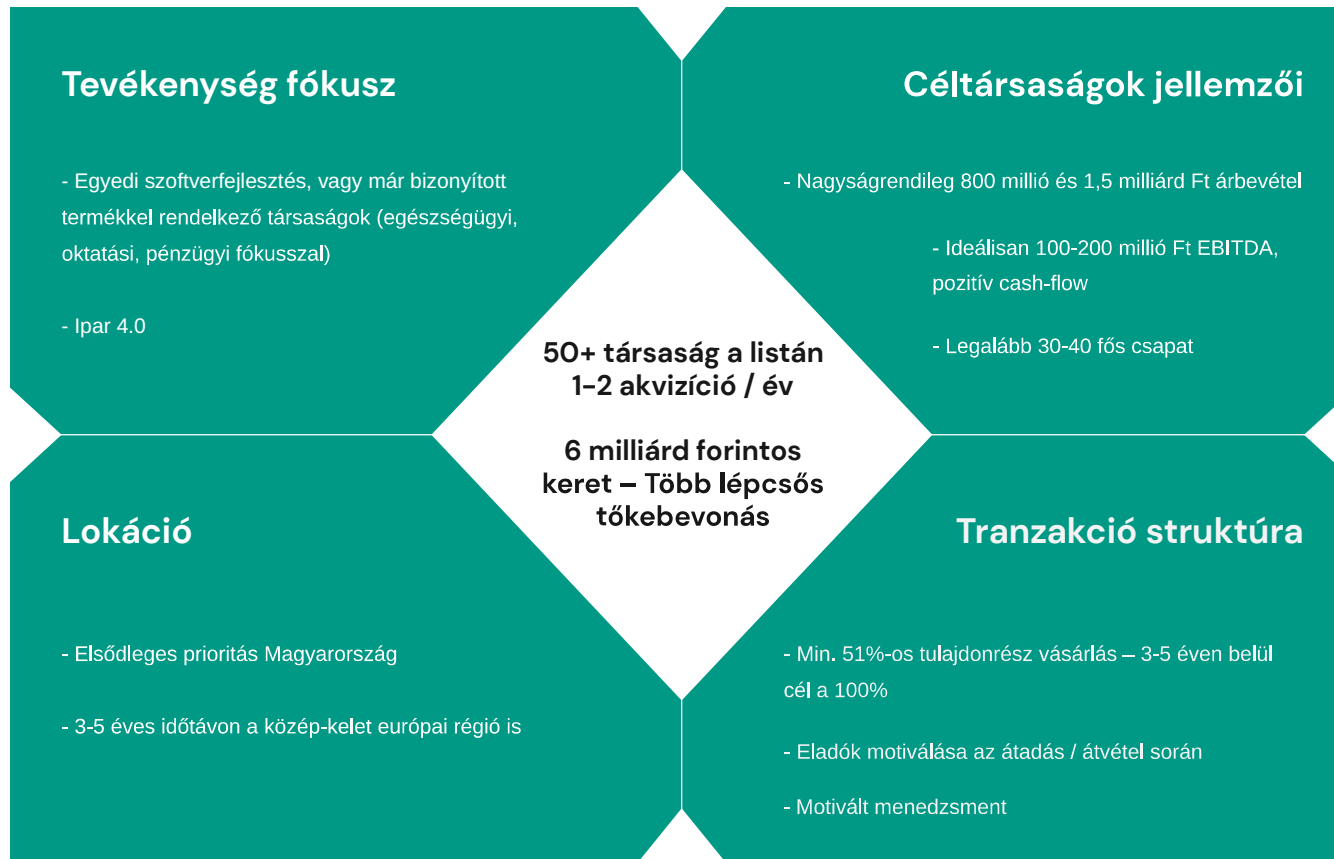 Tevékenység fókusz
- Egyedi szoftverfejlesztés, vagy már bizonyított
termékkel rendelkező társaságok (egészségügyi,
oktatási, pénzügyi fókusszal)
- Ipar 4.0
Céltársaságok jellemzői
- Nagyságrendileg 800 millió és 1,5 milliárd Ft árbevétel
- Ideálisan 100-200 millió Ft EBITDA,
pozitív cash-flow
- Legalább 30-40 fős csapat
50+ társaság a listán
1-2 akvizíció / év
6 milliárd forintos
keret – Több lépcsős
tőkebevonás
Lokáció
- Elsődleges prioritás Magyarország
- 3-5 éves időtávon a közép-kelet európai régió is
Tranzakció struktúra
- Min. 51%-os tulajdonrész vásárlás – 3-5 éven belül
cél a 100%
- Eladók motiválása az átadás / átvétel során
- Motivált menedzsment